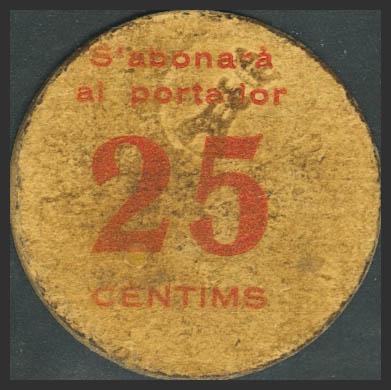 S'abonarà
al portador
25
CENTIMS